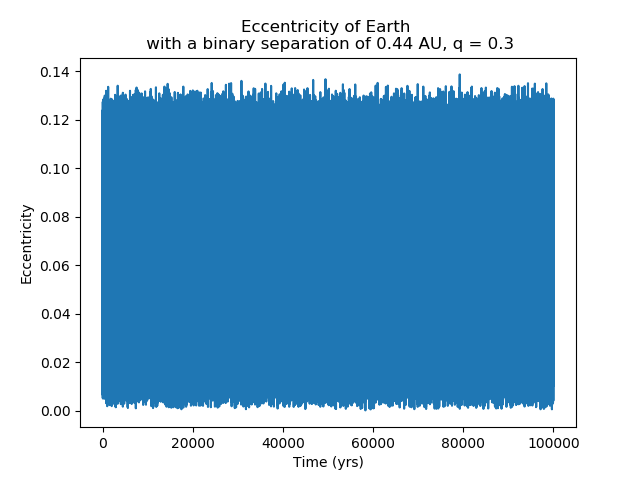 Eccentricity of Earth
with a binary separation of 0.44 AU, q = 0.3
0.14
0.12
0.10
0.08
0.06
0.04
0.02
0.00
Eccentricity
0 20000 40000 60000 80000 100000
Time (yrs)